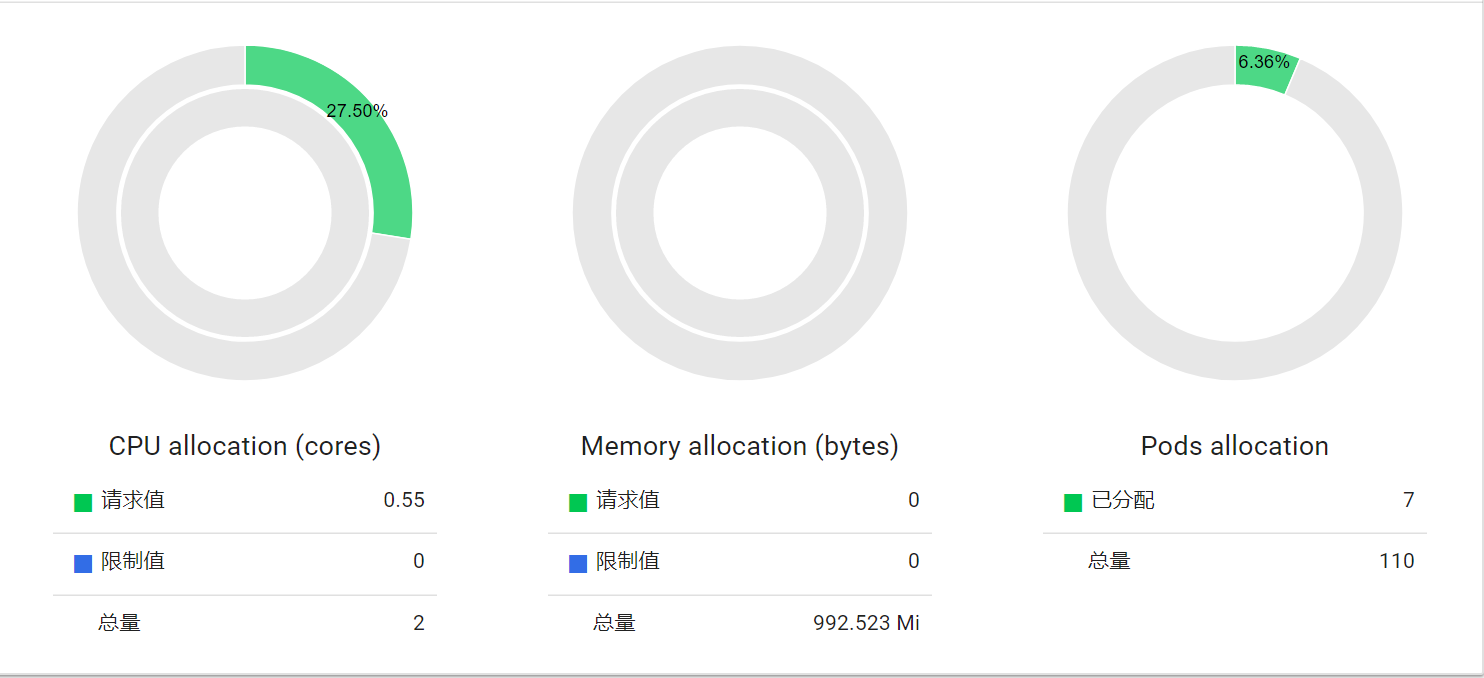 27.50%
6.36%
CPU allocation (cores)
请求值 0.55
限制值 0
总量 2
Memory allocation (bytes)
请求值 0
限制值 0
总量 992.523 Mi
Pods allocation
已分配 7
总量 110